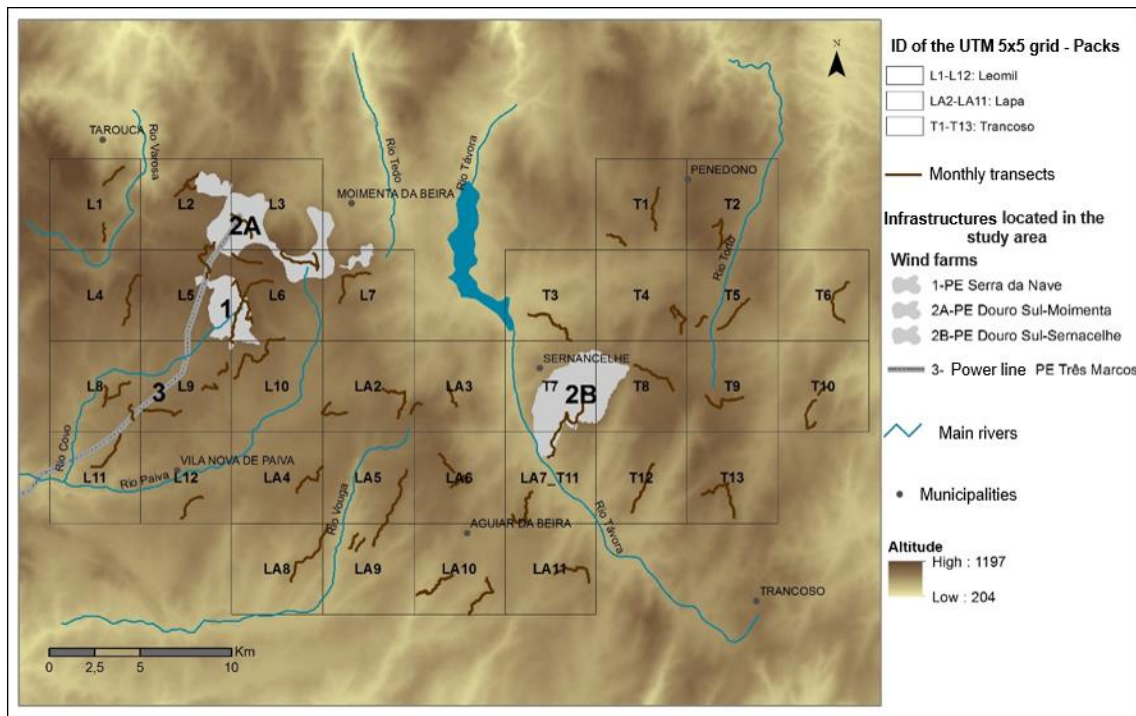 N
TAROUCA
Rio Varosa
Rio Tedo
Rio Távora
PENEDONO
MOIMENTA DA BEIRA
L1
L2
L3
2A
T1
T2
Rio Torto
L4
L5
1
L6
L7
T3
T4
T5
T6
SERNANCELHE
L8
3
L9
L10
LA2
LA3
T7
2B
T8
T9
T10
Rio Covo
VILA NOVA DE PAIVA
Rio Paiva
L11
L12
LA4
Rio Vouga
LA5
LA6
LA7_T11
T12
T13
AGUIAR DA BEIRA
Rio Távora
LA8
LA9
LA10
LA11
TRANCOSO
Km
0 2,5 5 10
ID of the UTM 5x5 grid - Packs
L1-L12: Leomil
LA2-LA11: Lapa
T1-T13: Trancoso
Monthly transects
Infrastructures located in the
study area
Wind farms
1-PE Serra da Nave
2A-PE Douro Sul-Moimenta
2B-PE Douro Sul-Sernacelhe
3- Power line PE Três Marcos
Main rivers
Municipalities
Altitude
High : 1197
Low : 204